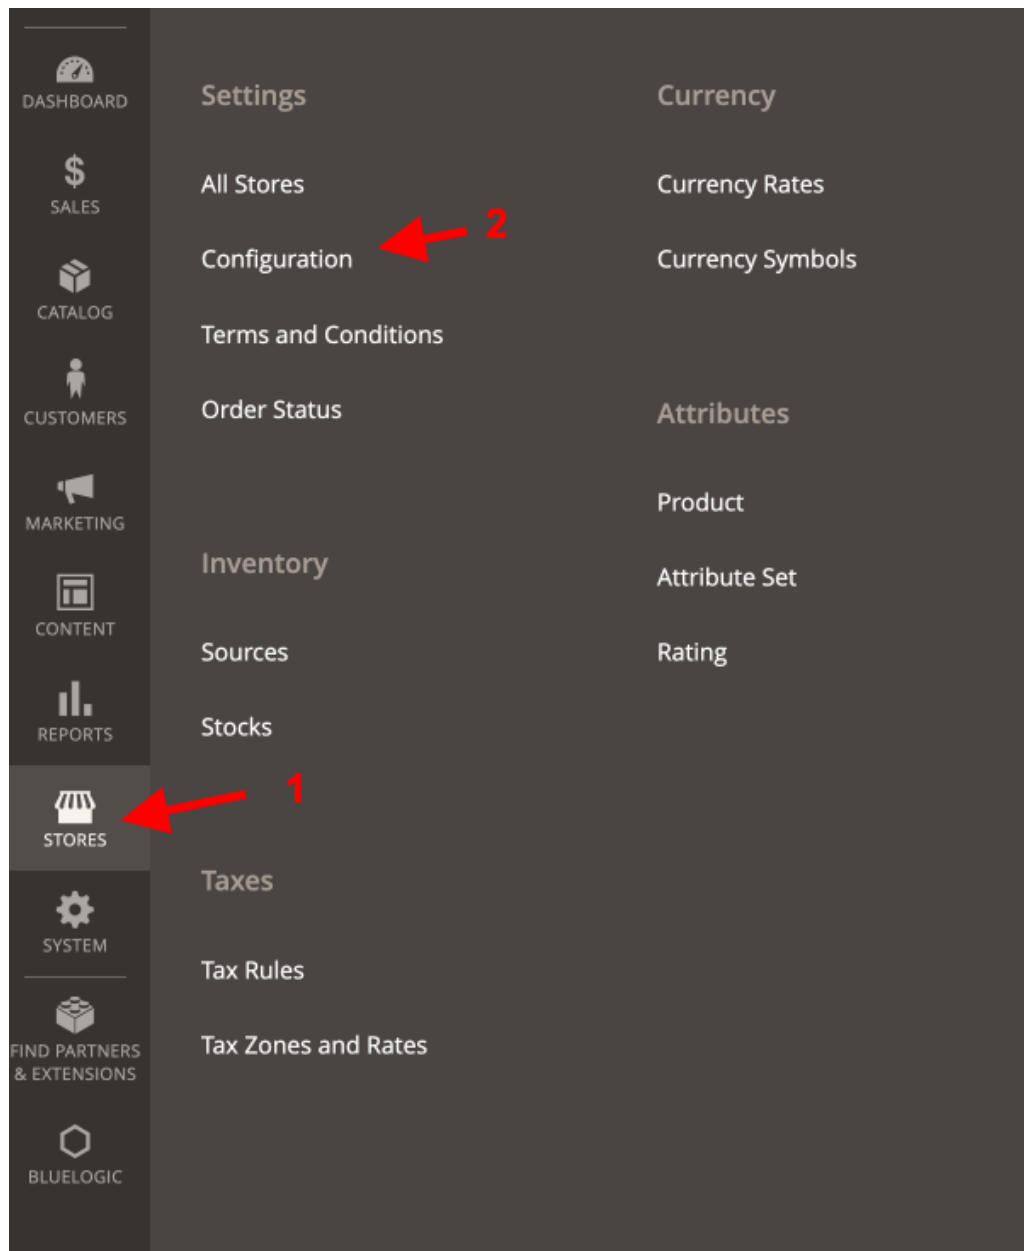 DASHBOARD
SALES
CATALOG
CUSTOMERS
MARKETING
CONTENT
REPORTS
STORES
SYSTEM
FIND PARTNERS
& EXTENSIONS
BLUELOGIC
Settings
All Stores
Configuration
2
Terms and Conditions
Order Status
Inventory
Sources
Stocks
1
Taxes
Tax Rules
Tax Zones and Rates
Currency
Currency Rates
Currency Symbols
Attributes
Product
Attribute Set
Rating